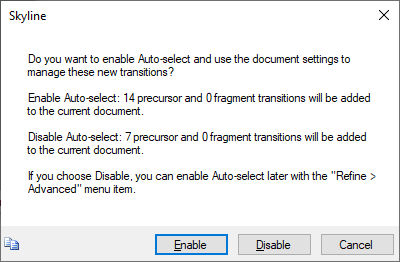 Skyline
Do you want to enable Auto-select and use the document settings to
manage these new transitions?
Enable Auto-select: 14 precursor and 0 fragment transitions will be added
to the current document.
Disable Auto-select: 7 precursor and 0 fragment transitions will be added
to the current document.
If you choose Disable, you can enable Auto-select later with the "Refine >
Advanced" menu item.
Enable Disable Cancel